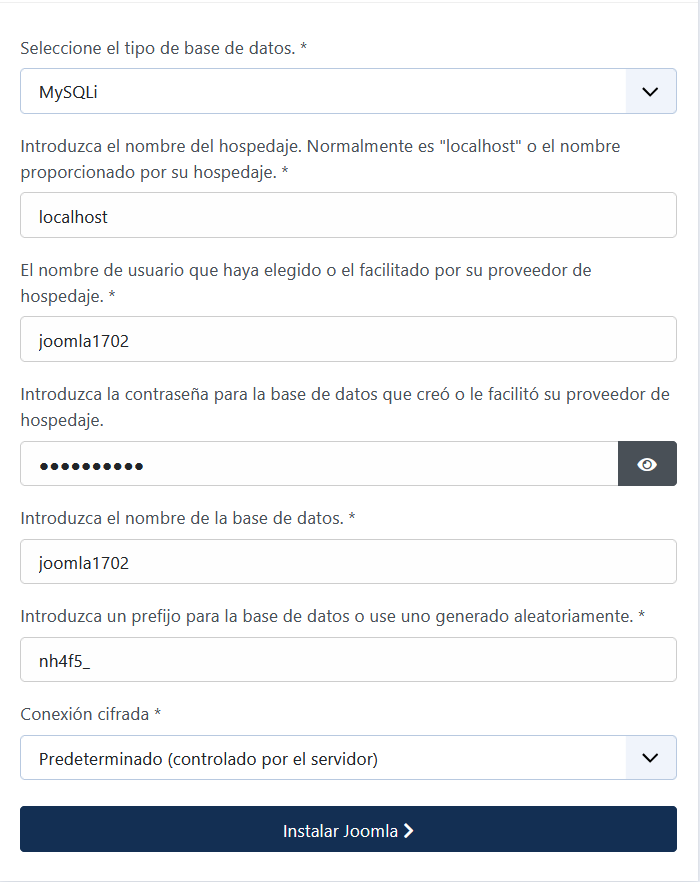 Seleccione el tipo de base de datos. *
MySQLi
Introduzca el nombre del hospedaje. Normalmente es "localhost" o el nombre
proporcionado por su hospedaje. *
localhost
El nombre de usuario que haya elegido o el facilitado por su proveedor de
hospedaje. *
joomla1702
Introduzca la contraseña para la base de datos que creó o le facilitó su proveedor de
hospedaje.
••••••••••
Introduzca el nombre de la base de datos. *
joomla1702
Introduzca un prefijo para la base de datos o use uno generado aleatoriamente. *
nh4f5_
Conexión cifrada *
Predeterminado (controlado por el servidor)
Instalar Joomla